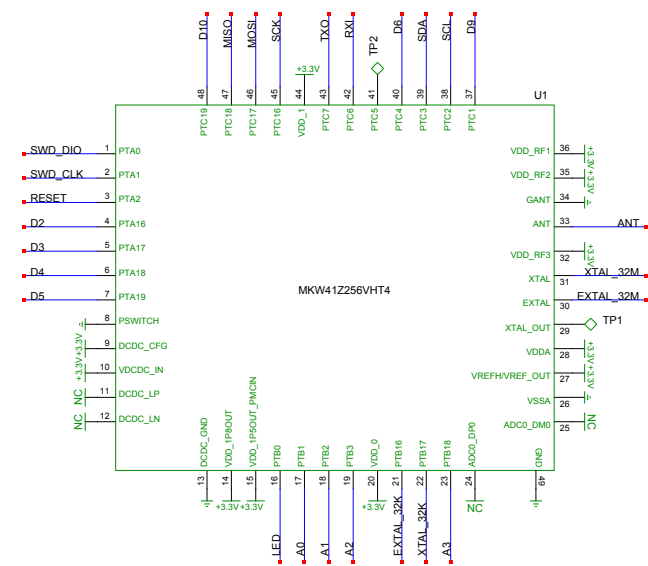 D10
MISO
MOSI
SCK
TXO
RXI
TP2
D6
SDA
SCL
D9
+3.3V
48
47
46
45
44
43
42
41
40
39
38
37
U1
PTC19
PTC18
PTC17
PTC16
VDD_1
PTC7
PTC6
PTC5
PTC4
PTC3
PTC2
PTC1
SWD_DIO 1 PTA0
SWD_CLK 2 PTA1
RESET 3 PTA2
D2 4 PTA16
D3 5 PTA17
D4 6 PTA18
D5 7 PTA19
8 PSWITCH
+3.3V 9 DCDC_CFG
+3.3V 10 VDCDC_IN
NC 11 DCDC_LP
NC 12 DCDC_LN
MKW41Z256VHT4
VDD_RF1 36 +3.3V
VDD_RF2 35 +3.3V
GANT 34
ANT 33 ANT
VDD_RF3 32 +3.3V
XTAL 31 XTAL_32M
EXTAL 30 EXTAL_32M
XTAL_OUT 29 TP1
VDDA 28 +3.3V
VREFH/VREF_OUT 27 +3.3V
VSSA 26
ADC0_DM0 25 NC
DCDC_GND
VDD_1P8OUT
VDD_1P5OUT_PMCIN
PTB0
PTB1
PTB2
PTB3
VDD_0
PTB16
PTB17
PTB18
ADC0_DP0
GND
13
14
15
16
17
18
19
20
21
22
23
24
49
+3.3V
+3.3V
LED
A0
A1
A2
+3.3V
EXTAL_32K
XTAL_32K
A3
NC